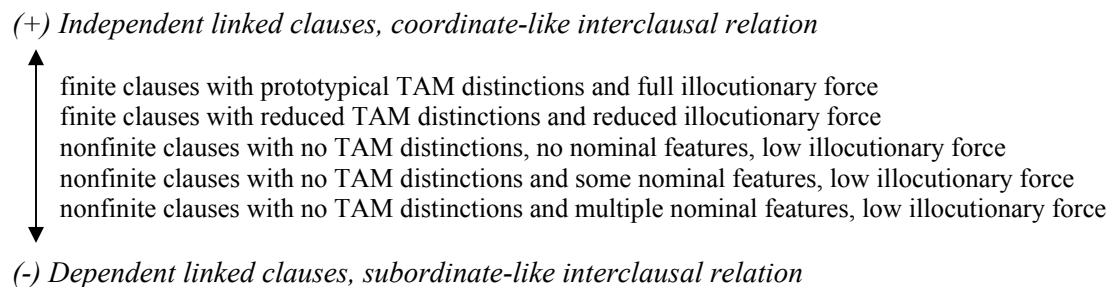 (+) Independent linked clauses, coordinate-like interclausal relation
finite clauses with prototypical TAM distinctions and full illocutionary force
finite clauses with reduced TAM distinctions and reduced illocutionary force
nonfinite clauses with no TAM distinctions, no nominal features, low illocutionary force
nonfinite clauses with no TAM distinctions and some nominal features, low illocutionary force
nonfinite clauses with no TAM distinctions and multiple nominal features, low illocutionary force
(-) Dependent linked clauses, subordinate-like interclausal relation